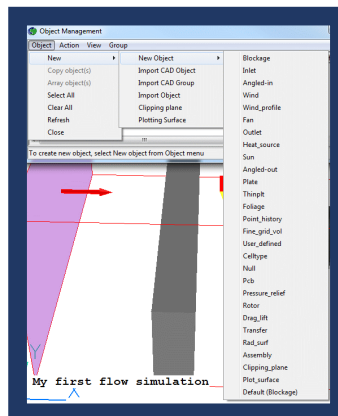 Object Management
Object Action View Group
New
Copy object(s)
Array object(s)
Select All
Clear All
Refresh
Close
New Object
Import CAD Object
Import CAD Group
Import Object
Clipping plane
Plotting Surface
Blockage
Inlet
Angled-in
Wind
Wind_profile
Fan
Outlet
Heat_source
Sun
Angled-out
Plate
Thinplt
Foliage
Point_history
Fine_grid_vol
User_defined
Celltype
Null
Pcb
Pressure_relief
Rotor
Drag_lift
Transfer
Rad_surf
Assembly
Clipping_plane
Plot_surface
Default (Blockage)
To create new object, select New object from Object menu
Y
My first flow simulation